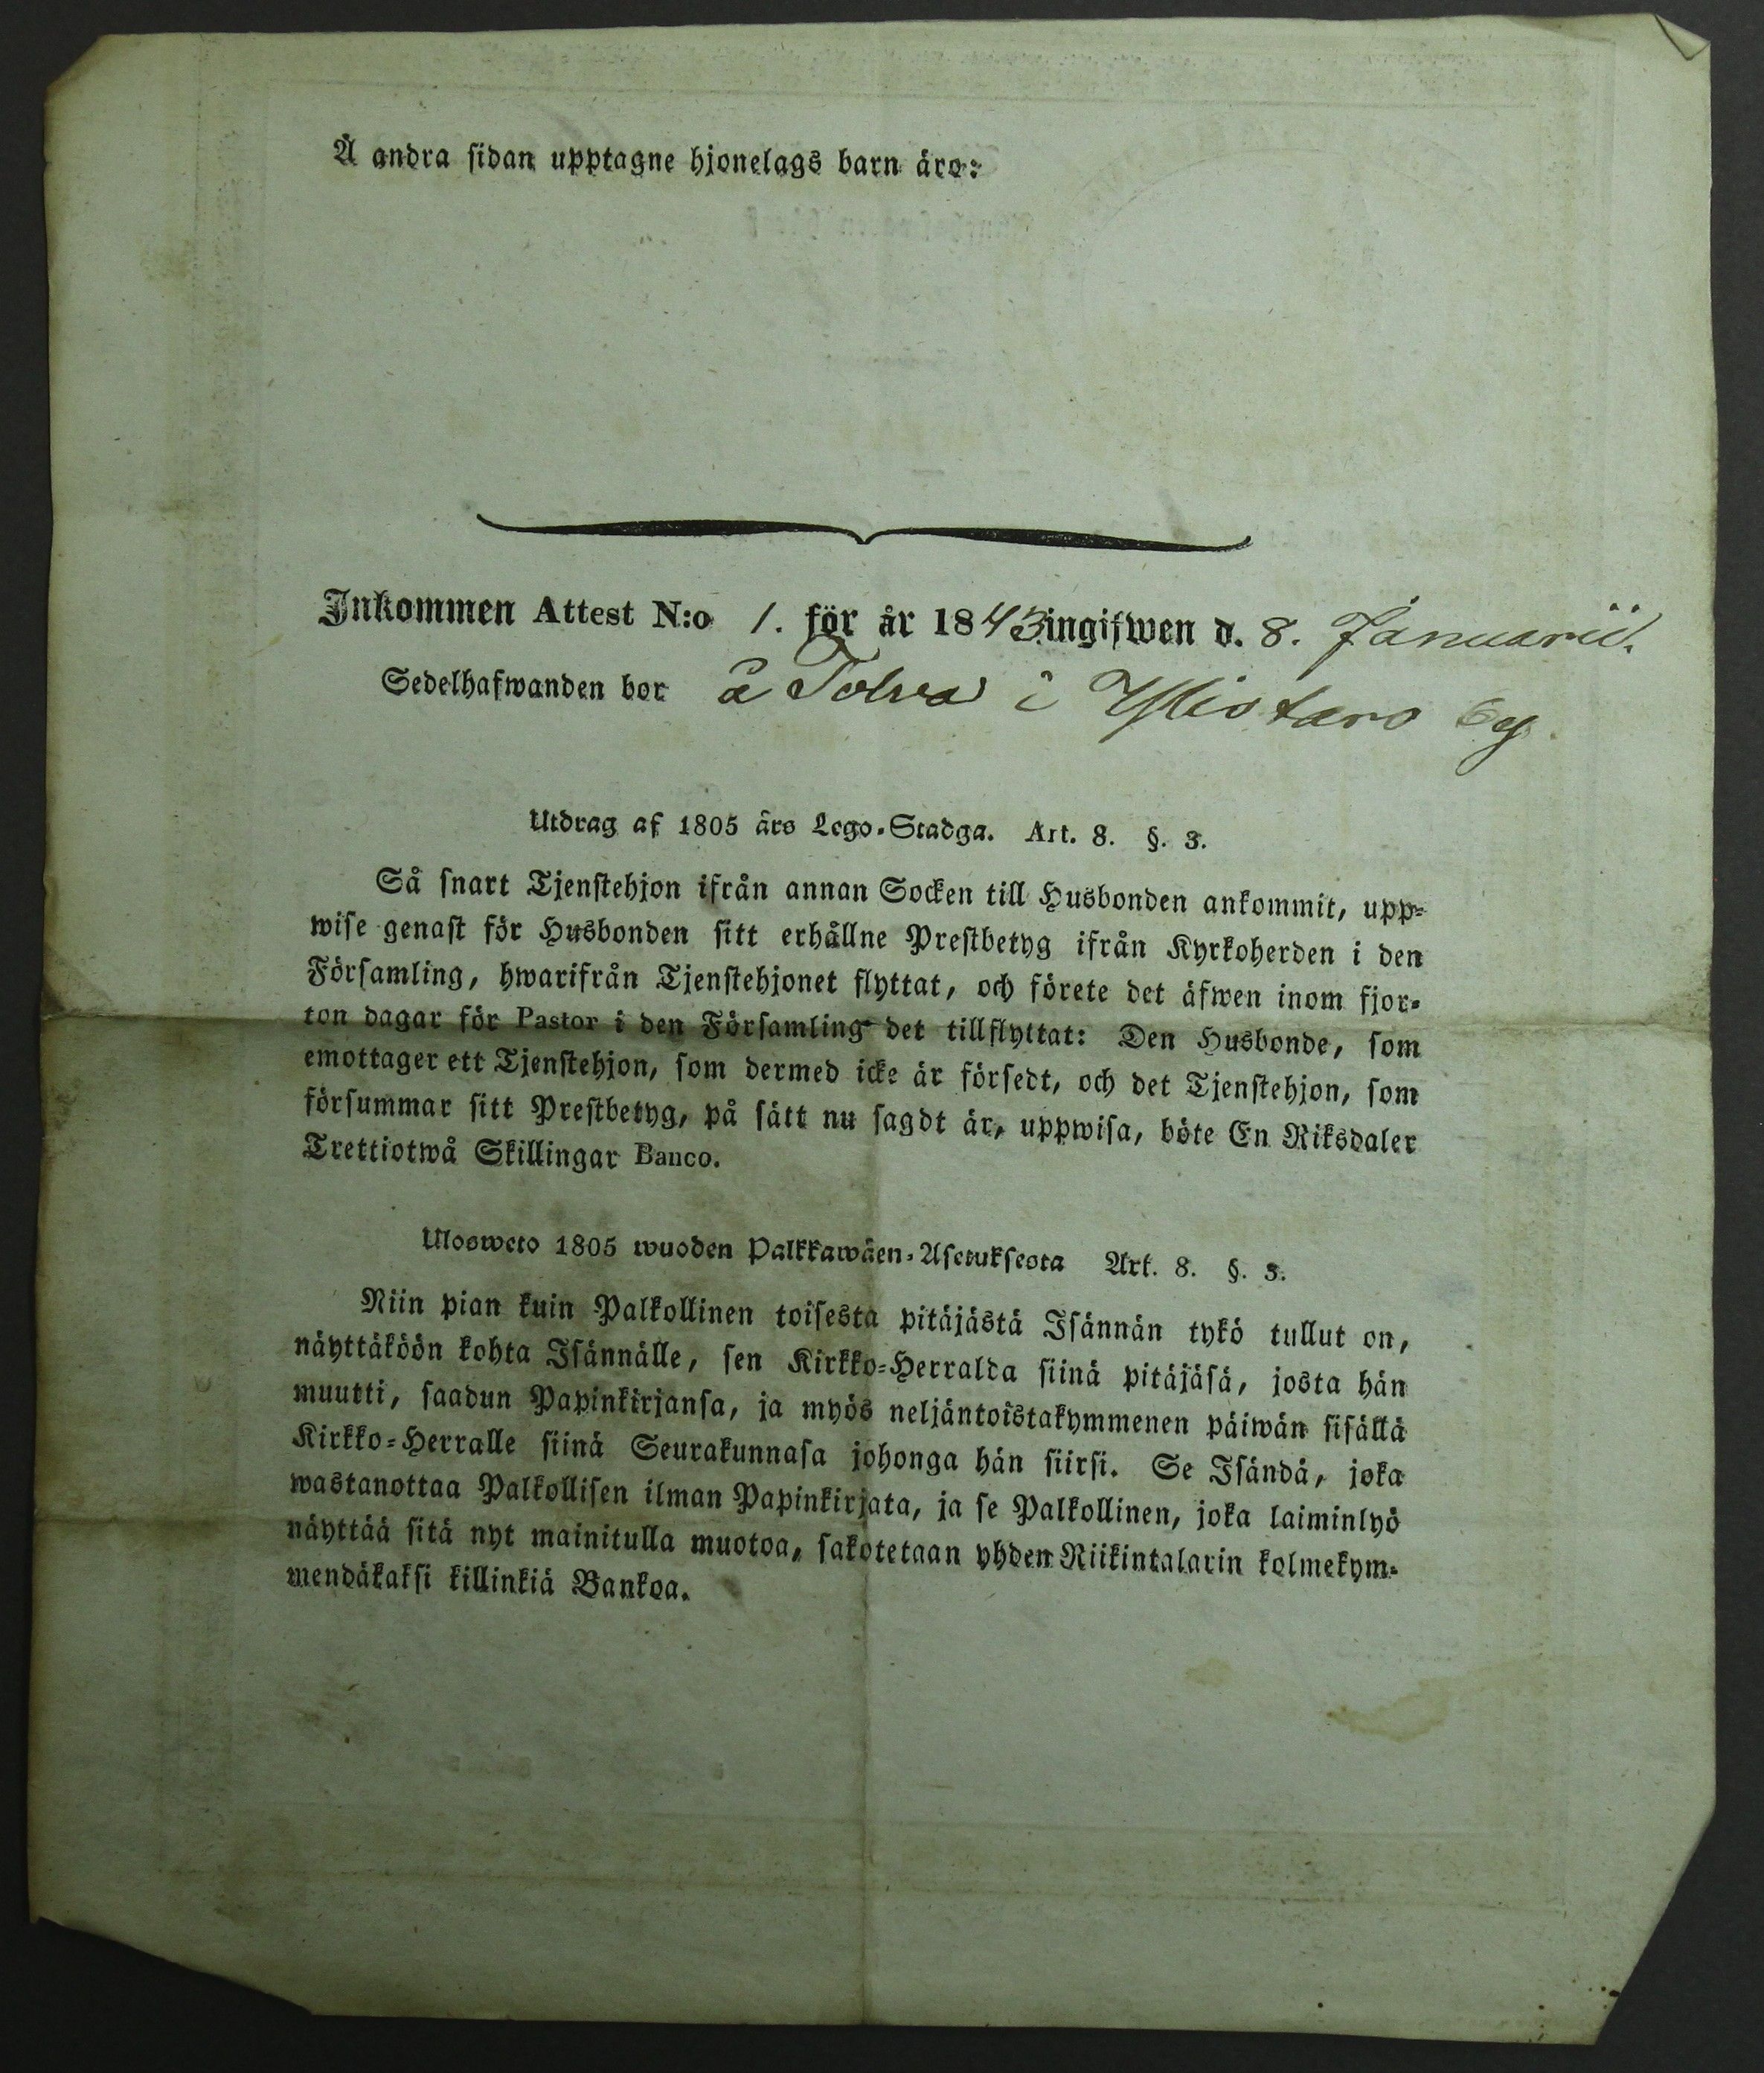 Å andra sidan upptagne hjonelags barn äro:
Inkommen Attest N:o 1. för år 1843 ingifwen d. 8. Januarii.
Sedelhafwanden bor å Tolva i Ylistaro by.
Utdrag af 1805 års Lego-Stadga. Art. 8. §. 3.
Så snart Tjenstehjon ifrån annan Socken till Husbonden ankommit, upp-
wise genast för Husbonden sitt erhållne Prestbetyg ifrån Kyrkoherden i den
Församling, hwarifrån Tjenstehjonet flyttat, och förete det äfwen inom fjor-
ton dagar för Pastor i den Församling det tillflyttat: Den Husbonde, som
emottager ett Tjenstehjon, som dermed icke är försedt, och det Tjenstehjon, som
försummar sitt Prestbetyg, på sätt nu sagdt är, uppwisa, böte En Riksdaler
Trettiotwå Skillingar Banco.
Ulosweto 1805 wuoden Palkkawäen-Asetuksesta Art. 8. §. 3.
Niin pian kuin Palkollinen toisesta pitäjästä Isännän tykö tullut on,
näyttäköön kohta Isännälle, sen Kirkko-Herralda siinä pitäjäsä, josta hän
muutti, saadun Papinkirjansa, ja myös neljäntoistakymmenen päiwän sisällä
Kirkko-Herralle siinä Seurakunnasa johonga hän siirsi. Se Isändä, joka
wastanottaa Palkollisen ilman Papinkirjata, ja se Palkollinen, joka laiminlyö
näyttää sitä nyt mainitulla muotoa, sakotetaan yhden Riikintalarin kolmekym-
mendäkaksi killinkiä Bankoa.